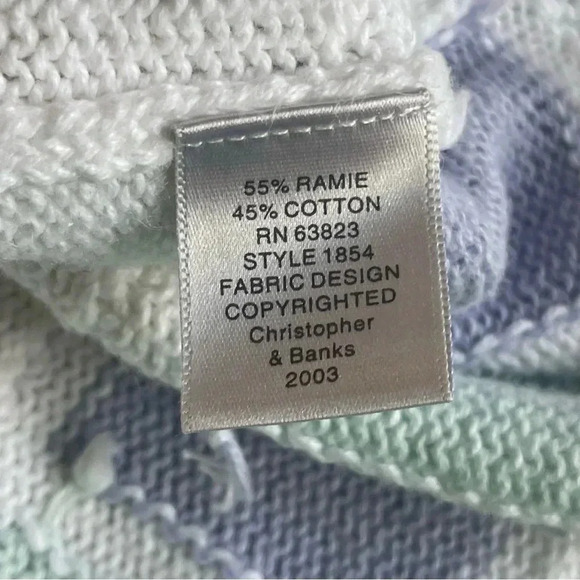 55% RAMIE
45% COTTON
RN 63823
STYLE 1854
FABRIC DESIGN
COPYRIGHTED
Christopher
& Banks
2003